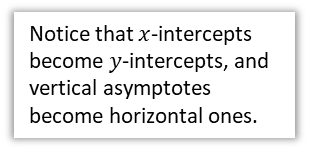 Notice that x-intercepts
become y-intercepts, and
vertical asymptotes
become horizontal ones.